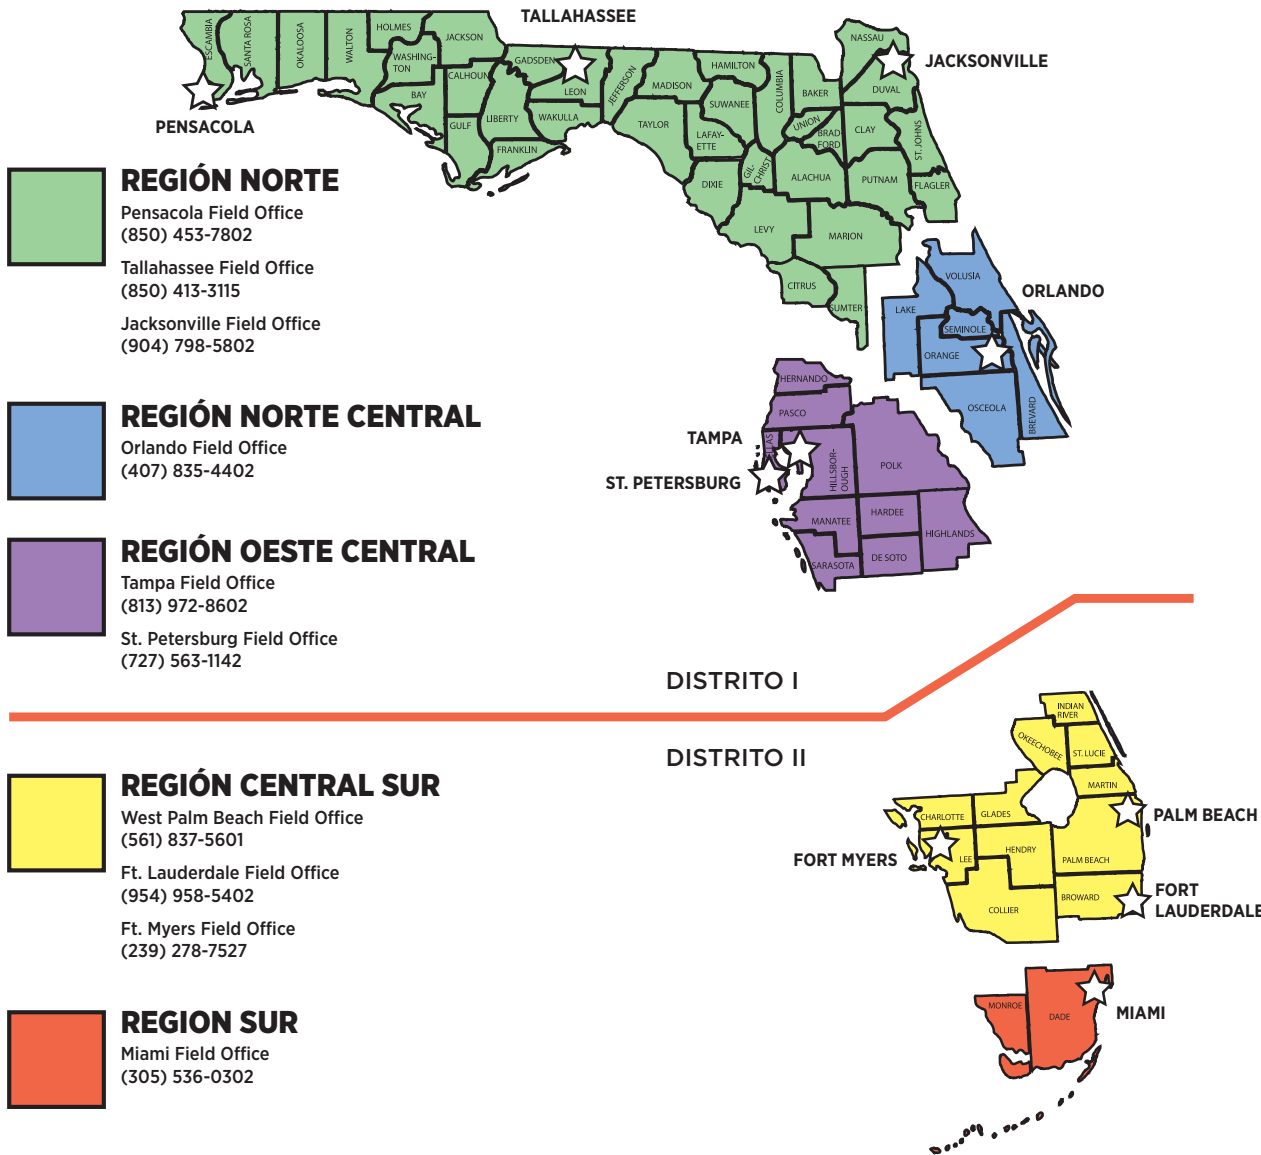 TALLAHASSEE
JACKSONVILLE
PENSACOLA
ESCAMBIA
SANTA ROSA
OKALOOSA
WALTON
HOLMES
WASHING-
TON
JACKSON
BAY
CALHOUN
GULF
LIBERTY
GADSDEN
LEON
WAKULLA
FRANKLIN
JEFFERSON
MADISON
TAYLOR
HAMILTON
SUWANEE
LAFAY-
ETTE
DIXIE
COLUMBIA
GIL-
CHRIST
BAKER
UNION
BRAD
FORD
NASSAU
DUVAL
CLAY
ST. JOHNS
ALACHUA
PUTNAM
FLAGLER
LEVY
MARION
CITRUS
SUMTER
REGIÓN NORTE
Pensacola Field Office
(850) 453-7802
Tallahassee Field Office
(850) 413-3115
Jacksonville Field Office
(904) 798-5802
ORLANDO
VOLUSIA
LAKE
SEMINOLE
ORANGE
OSCEOLA
BREVARD
REGIÓN NORTE CENTRAL
Orlando Field Office
(407) 835-4402
TAMPA
ST. PETERSBURG
HERNANDO
PASCO
LAS
HILLSBOR-
OUGH
POLK
MANATEE
HARDEE
HIGHLANDS
SARASOTA
DE SOTO
REGIÓN OESTE CENTRAL
Tampa Field Office
(813) 972-8602
St. Petersburg Field Office
(727) 563-1142
DISTRITO I
DISTRITO II
REGIÓN CENTRAL SUR
West Palm Beach Field Office
(561) 837-5601
Ft. Lauderdale Field Office
(954) 958-5402
Ft. Myers Field Office
(239) 278-7527
INDIAN
RIVER
OKEECHOBEE
ST. LUCIE
MARTIN
CHARLOTTE
GLADES
PALM BEACH
FORT MYERS
LEE
HENDRY
PALM BEACH
COLLIER
BROWARD
FORT
LAUDERDALE
REGION SUR
Miami Field Office
(305) 536-0302
MONROE
DADE
MIAMI